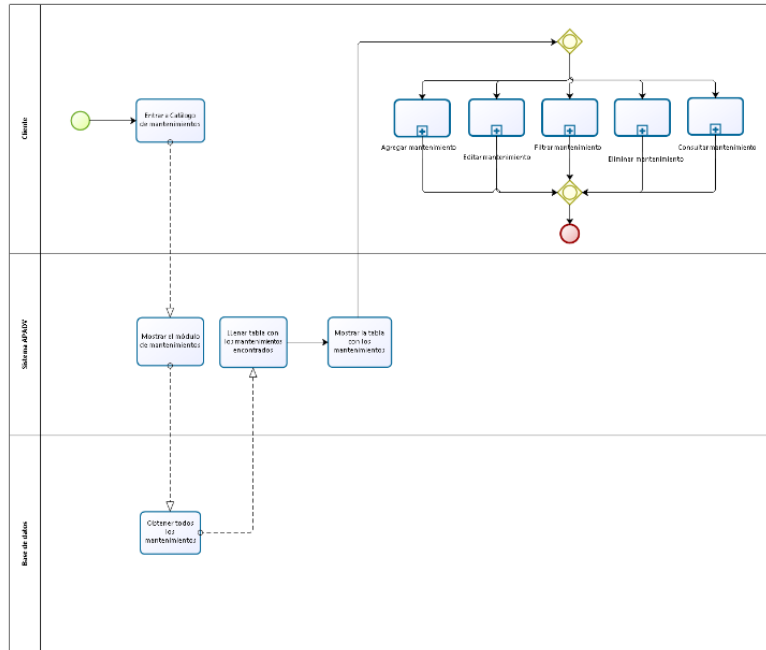 Cliente
Entrar a Catálogo
de mantenimientos
Agregar mantenimiento
Editar mantenimiento
Filtrar mantenimiento
Eliminar mantenimiento
Consultar mantenimiento
Sistema APADV
Mostrar el módulo
de mantenimientos
Llenar tabla con
los mantenimientos
encontrados
Mostrar la tabla
con los
mantenimientos
Base de datos
Obtener todos
los
mantenimientos